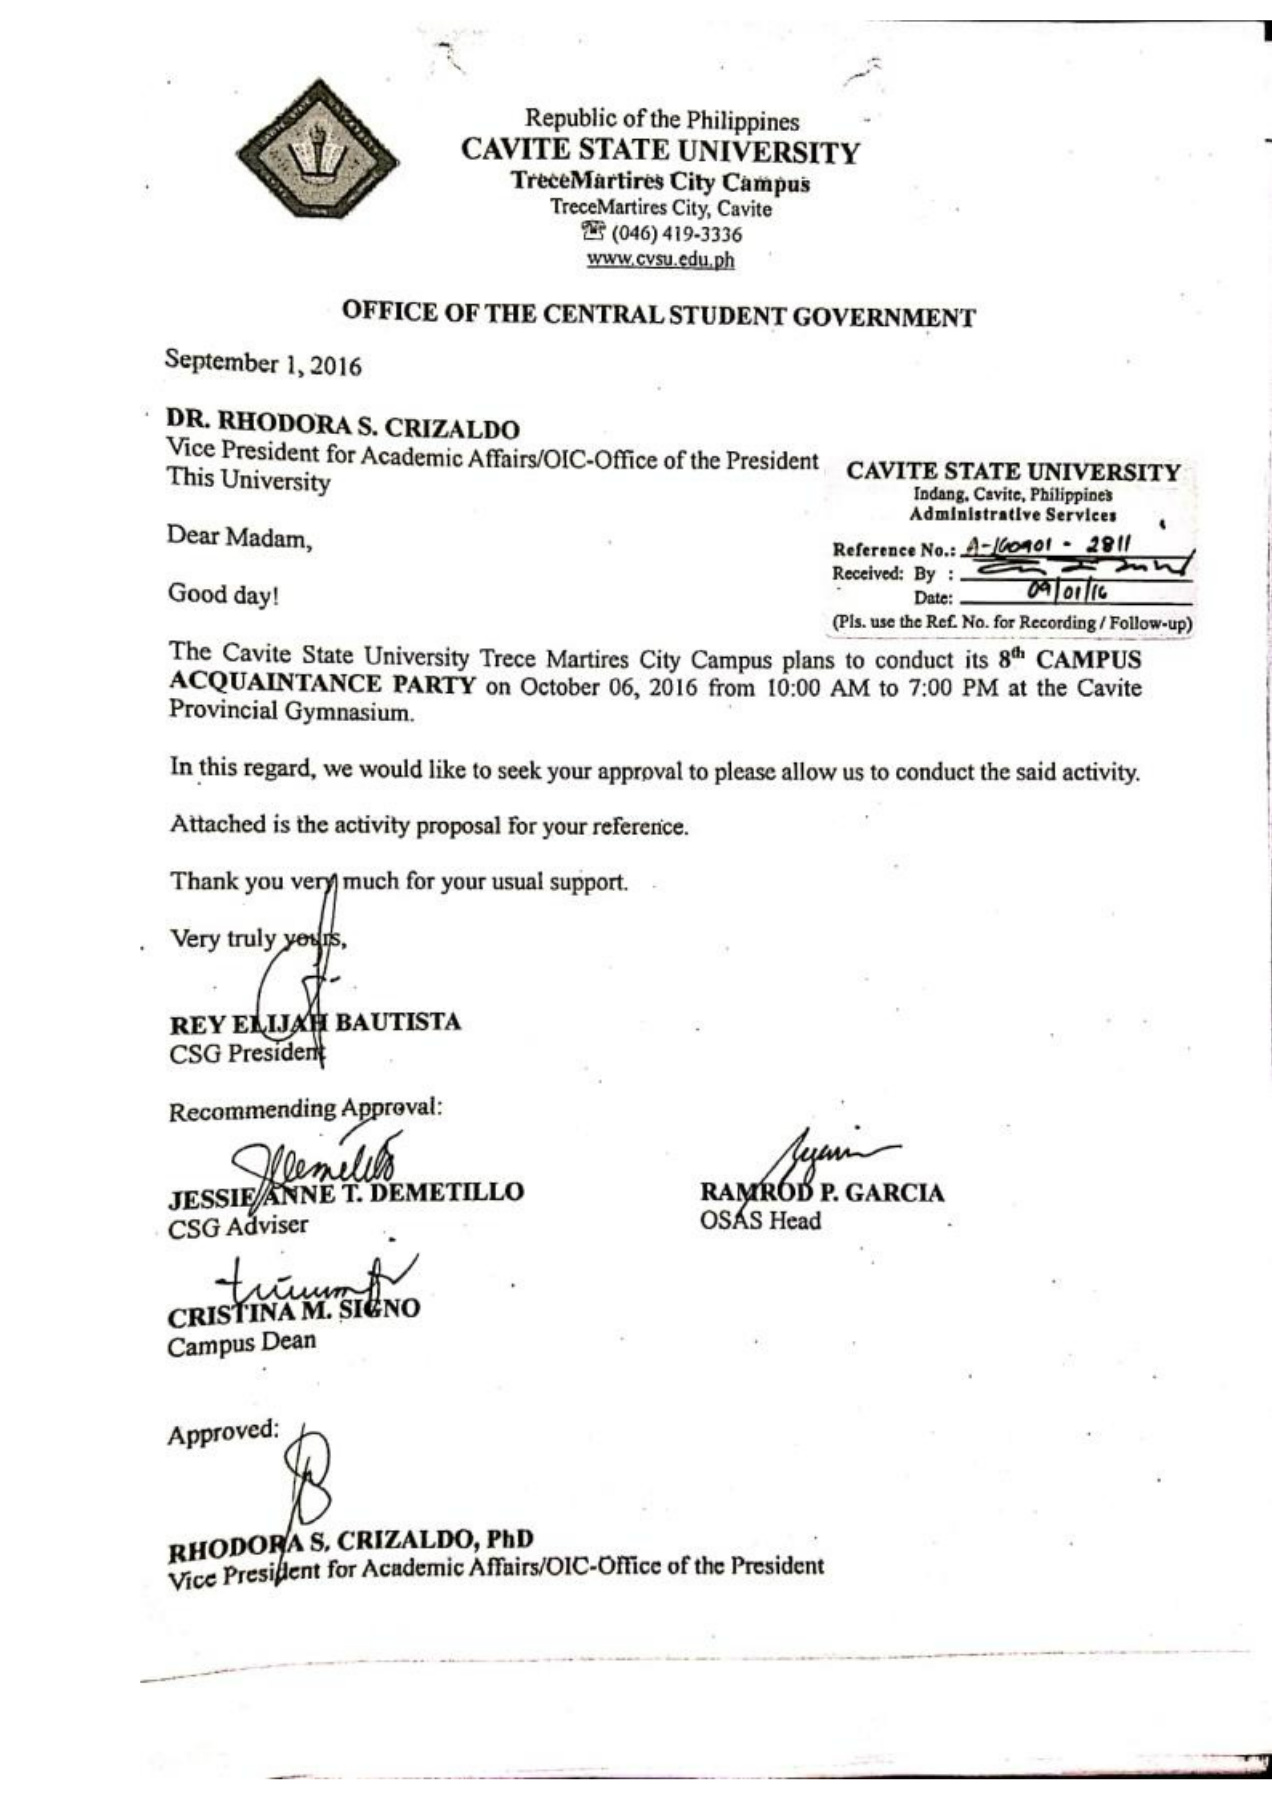 Republic of the Philippines
CAVITE STATE UNIVERSITY
TreceMartires City Campus
TreceMartires City, Cavite
☏ (046) 419-3336
www.cvsu.edu.ph
OFFICE OF THE CENTRAL STUDENT GOVERNMENT
September 1, 2016
DR. RHODORA S. CRIZALDO
Vice President for Academic Affairs/OIC-Office of the President
This University
CAVITE STATE UNIVERSITY
Indang, Cavite, Philippines
Administrative Services
Reference No.: A-160901 - 2811
Received: By :
Date: 09/01/16
(Pls. use the Ref. No. for Recording / Follow-up)
Dear Madam,
Good day!
The Cavite State University Trece Martires City Campus plans to conduct its 8th CAMPUS
ACQUAINTANCE PARTY on October 06, 2016 from 10:00 AM to 7:00 PM at the Cavite
Provincial Gymnasium.
In this regard, we would like to seek your approval to please allow us to conduct the said activity.
Attached is the activity proposal for your reference.
Thank you very much for your usual support.
Very truly yours,
REY ELIJAH BAUTISTA
CSG President
Recommending Approval:
JESSIE ANNE T. DEMETILLO
CSG Adviser
RAMROD P. GARCIA
OSAS Head
CRISTINA M. SIGNO
Campus Dean
Approved:
RHODORA S. CRIZALDO, PhD
Vice President for Academic Affairs/OIC-Office of the President